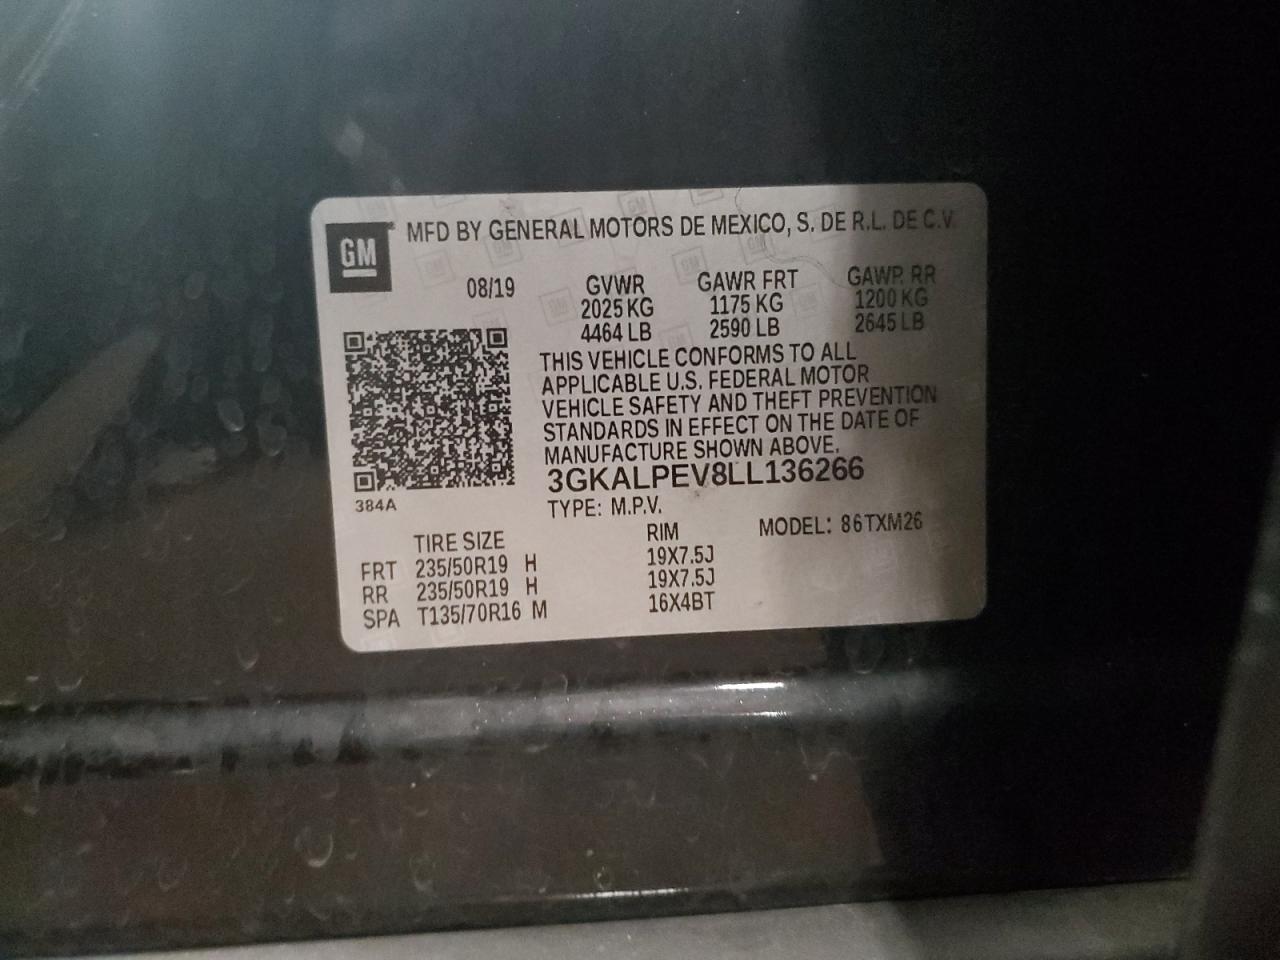 GM
MFD BY GENERAL MOTORS DE MEXICO, S. DE R.L. DE C.V.
08/19 GVWR GAWR FRT GAWR RR
2025 KG 1175 KG 1200 KG
4464 LB 2590 LB 2645 LB
THIS VEHICLE CONFORMS TO ALL
APPLICABLE U.S. FEDERAL MOTOR
VEHICLE SAFETY AND THEFT PREVENTION
STANDARDS IN EFFECT ON THE DATE OF
MANUFACTURE SHOWN ABOVE.
3GKALPEV8LL136266
384A
TYPE: M.P.V.
MODEL: 86TXM26
TIRE SIZE RIM
FRT 235/50R19 H 19X7.5J
RR 235/50R19 H 19X7.5J
SPA T135/70R16 M 16X4BT